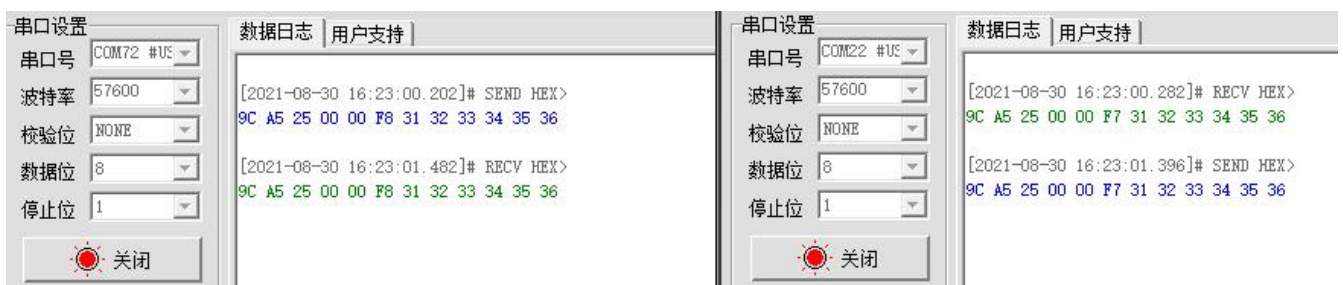 串口设置
串口号 COM72 #US
波特率 57600
校验位 NONE
数据位 8
停止位 1
关闭
数据日志 用户支持
[2021-08-30 16:23:00.202]# SEND HEX>
9C A5 25 00 00 F8 31 32 33 34 35 36
[2021-08-30 16:23:01.482]# RECV HEX>
9C A5 25 00 00 F8 31 32 33 34 35 36
串口设置
串口号 COM22 #US
波特率 57600
校验位 NONE
数据位 8
停止位 1
关闭
数据日志 用户支持
[2021-08-30 16:23:00.282]# RECV HEX>
9C A5 25 00 00 F7 31 32 33 34 35 36
[2021-08-30 16:23:01.396]# SEND HEX>
9C A5 25 00 00 F7 31 32 33 34 35 36